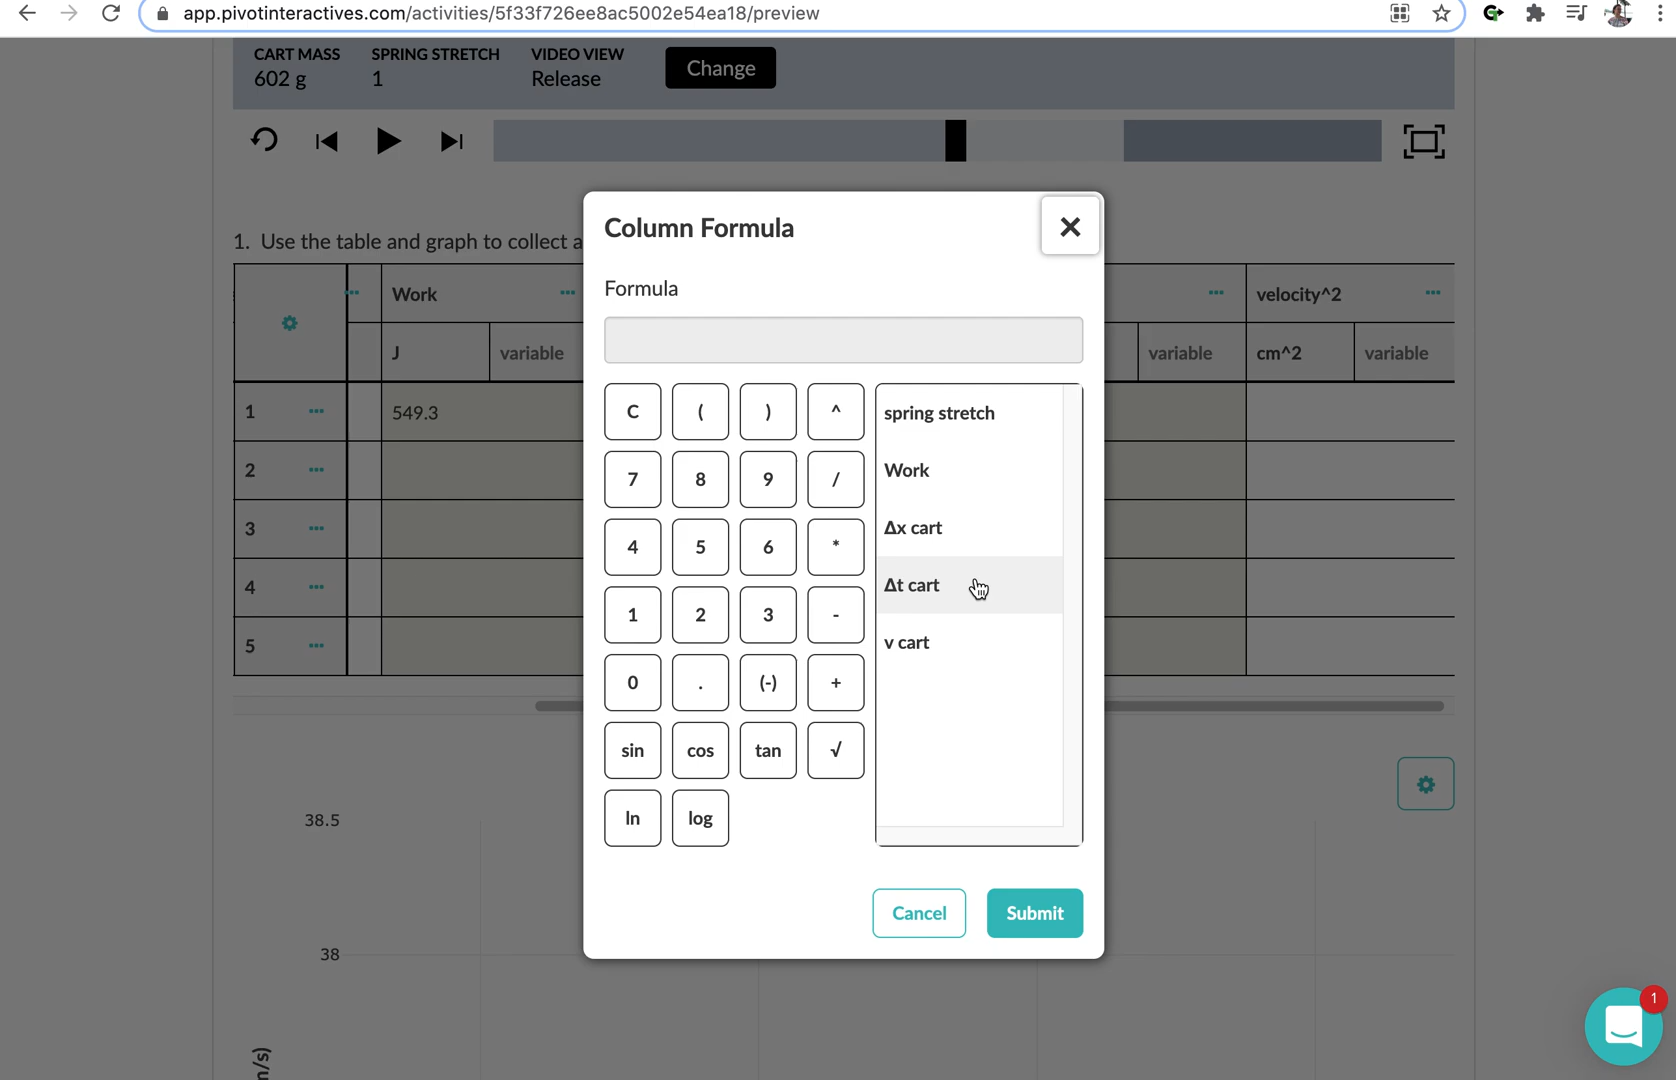 app.pivotinteractives.com/activities/5f33f726ee8ac5002e54ea18/preview
CART MASS
602 g
SPRING STRETCH
1
VIDEO VIEW
Release
Change
1. Use the table and graph to collect a
Column Formula
Formula
Work
velocity^2
J
variable
variable
cm^2
variable
1
549.3
2
3
4
5
C
(
)
^
7
8
9
/
4
5
6
*
1
2
3
-
0
.
(-)
+
sin
cos
tan
√
ln
log
spring stretch
Work
Δx cart
Δt cart
v cart
Cancel
Submit
38.5
38
n/s)
1